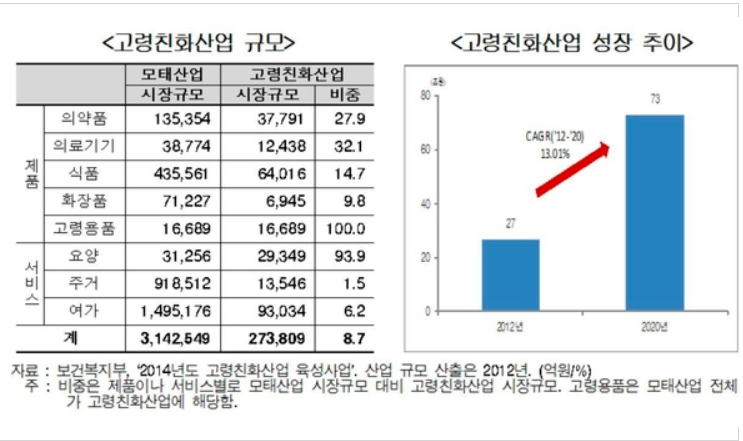 <고령친화산업 규모>
모태산업 고령친화산업
시장규모 시장규모 비중
제품
의약품 135,354 37,791 27.9
의료기기 38,774 12,438 32.1
식품 435,561 64,016 14.7
화장품 71,227 6,945 9.8
고령용품 16,689 16,689 100.0
서비스
요양 31,256 29,349 93.9
주거 918,512 13,546 1.5
여가 1,495,176 93,034 6.2
계 3,142,549 273,809 8.7
<고령친화산업 성장 추이>
(조원)
80
60
40
20
0
27
73
CAGR('12-'20)
13.01%
2012년 2020년
자료 : 보건복지부, '2014년도 고령친화산업 육성사업'. 산업 규모 산출은 2012년. (억원/%)
주 : 비중은 제품이나 서비스별로 모태산업 시장규모 대비 고령친화산업 시장규모. 고령용품은 모태산업 전체
가 고령친화산업에 해당함.